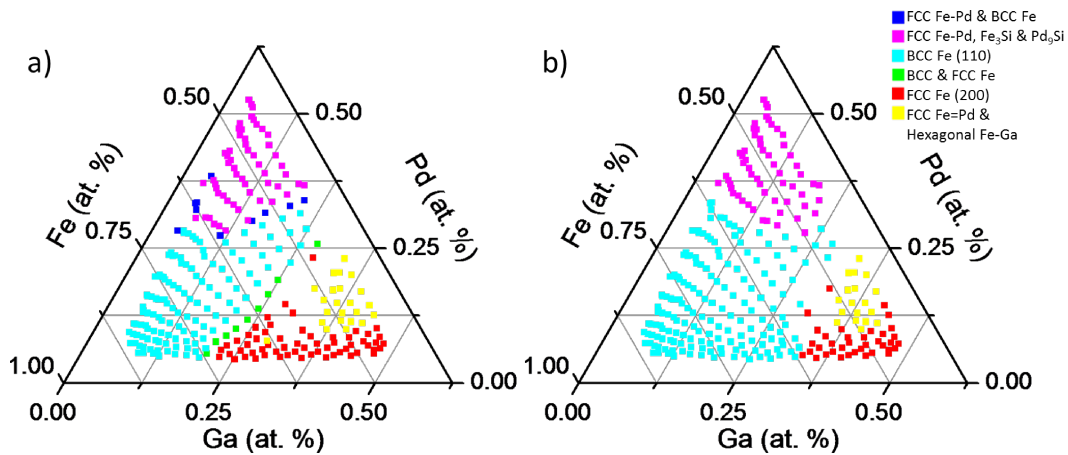 a)
0.50
0.50
Fe (at. %)
Pd (at. %)
0.75
0.25
1.00
0.00
0.00
0.25
0.50
Ga (at. %)
b)
0.50
0.50
Fe (at. %)
Pd (at. %)
0.75
0.25
1.00
0.00
0.00
0.25
0.50
Ga (at. %)
FCC Fe-Pd & BCC Fe
FCC Fe-Pd, Fe₃Si & Pd₉Si
BCC Fe (110)
BCC & FCC Fe
FCC Fe (200)
FCC Fe=Pd &
Hexagonal Fe-Ga